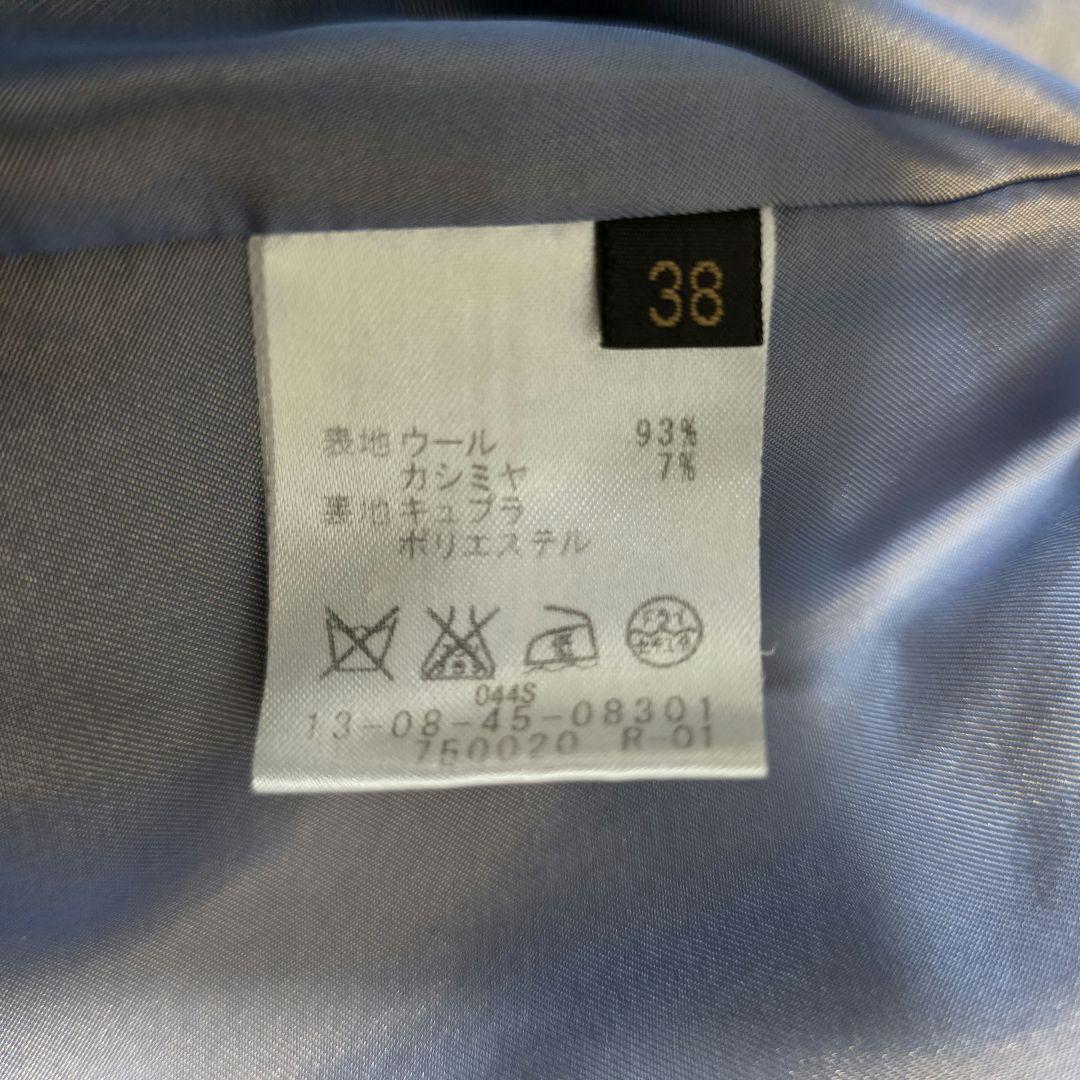 38
表地 ウール 93%
カシミヤ 7%
裏地 キュプラ
ポリエステル
044S
13-08-45-08301
750020 R-01